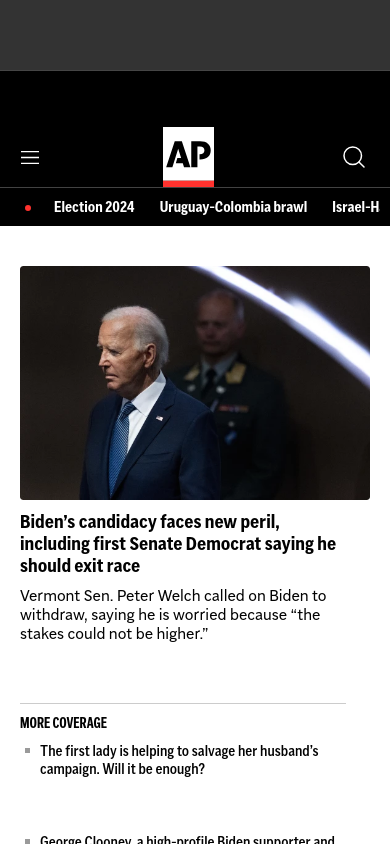 AP
Election 2024 Uruguay-Colombia brawl Israel-H
Biden’s candidacy faces new peril,
including first Senate Democrat saying he
should exit race
Vermont Sen. Peter Welch called on Biden to
withdraw, saying he is worried because “the
stakes could not be higher.”
MORE COVERAGE
The first lady is helping to salvage her husband’s
campaign. Will it be enough?
George Clooney, a high-profile Biden supporter and